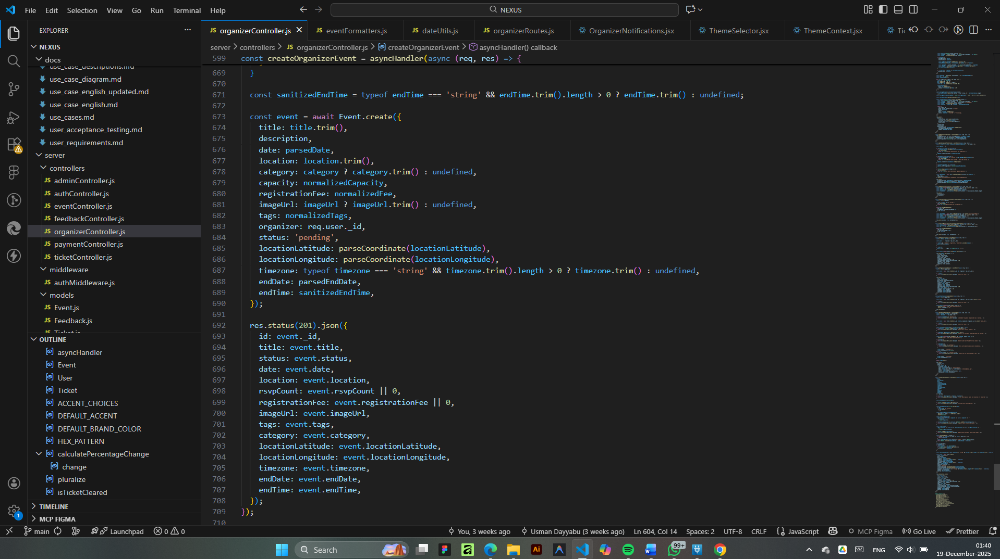 File Edit Selection View Go Run Terminal Help
NEXUS
EXPLORER
organizerController.js
eventFormatters.js
dateUtils.js
organizerRoutes.js
OrganizerNotifications.jsx
ThemeSelector.jsx
ThemeContext.jsx
server > controllers > JS organizerController.js > createOrganizerEvent > asyncHandler() callback
NEXUS
docs
use_case_descriptions.md
use_case_diagram.md
use_case_english_updated.md
use_case_english.md
use_cases.md
user_acceptance_testing.md
user_requirements.md
server
controllers
JS adminController.js
JS authController.js
JS eventController.js
JS feedbackController.js
JS organizerController.js
JS paymentController.js
JS ticketController.js
middleware
JS authMiddleware.js
models
JS Event.js
JS Feedback.js
JS Ticket.js
OUTLINE
asyncHandler
Event
User
Ticket
ACCENT_CHOICES
DEFAULT_ACCENT
DEFAULT_BRAND_COLOR
HEX_PATTERN
calculatePercentageChange
change
pluralize
isTicketCleared
TIMELINE
MCP FIGMA
599 const createOrganizerEvent = asyncHandler(async (req, res) => {
669 }
670
671 const sanitizedEndTime = typeof endTime === 'string' && endTime.trim().length > 0 ? endTime.trim() : undefined;
672
673 const event = await Event.create({
674 title: title.trim(),
675 description,
676 date: parsedDate,
677 location: location.trim(),
678 category: category ? category.trim() : undefined,
679 capacity: normalizedCapacity,
680 registrationFee: normalizedFee,
681 imageUrl: imageUrl ? imageUrl.trim() : undefined,
682 tags: normalizedTags,
683 organizer: req.user._id,
684 status: 'pending',
685 locationLatitude: parseCoordinate(locationLatitude),
686 locationLongitude: parseCoordinate(locationLongitude),
687 timezone: typeof timezone === 'string' && timezone.trim().length > 0 ? timezone.trim() : undefined,
688 endDate: parsedEndDate,
689 endTime: sanitizedEndTime,
690 });
691
692 res.status(201).json({
693 id: event._id,
694 title: event.title,
695 status: event.status,
696 date: event.date,
697 location: event.location,
698 rsvpCount: event.rsvpCount || 0,
699 registrationFee: event.registrationFee || 0,
700 imageUrl: event.imageUrl,
701 tags: event.tags,
702 category: event.category,
703 locationLatitude: event.locationLatitude,
704 locationLongitude: event.locationLongitude,
705 timezone: event.timezone,
706 endDate: event.endDate,
707 endTime: event.endTime,
708 });
709 });
710
main Launchpad 0 0 You, 3 weeks ago Usman Dayyabu (3 weeks ago) Ln 604, Col 14 Spaces: 2 UTF-8 CRLF {} JavaScript MCP Figma Go Live Prettier
Search
Ai
99+
ENG
01:40
19-December-2025